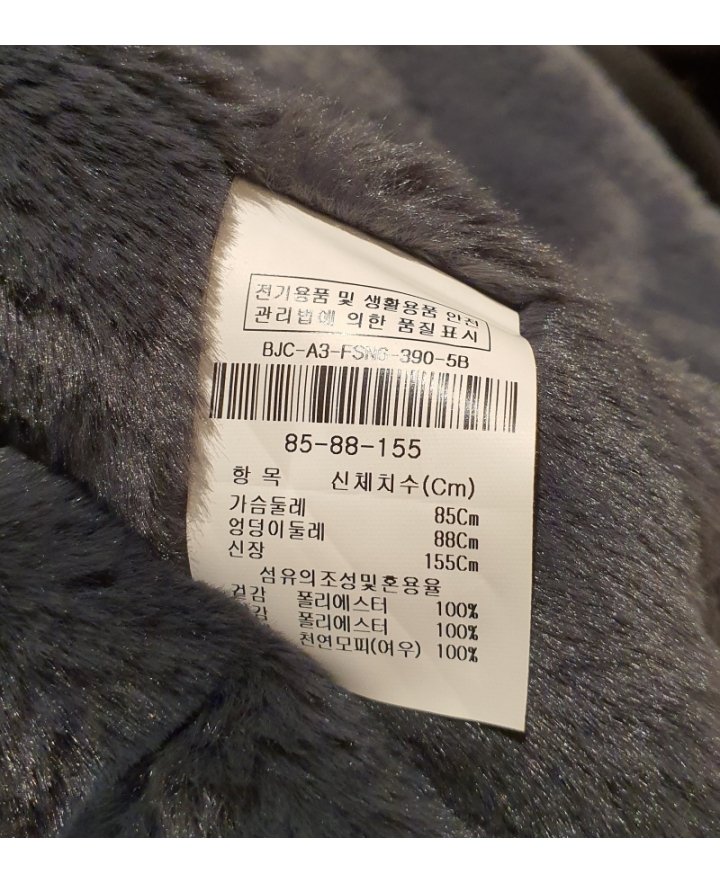 전기용품 및 생활용품 안전
관리법에 의한 품질표시
BJC-A3-FSN6-390-5B
85-88-155
항 목 신체치수(Cm)
가슴둘레 85Cm
엉덩이둘레 88Cm
신장 155Cm
섬유의조성및혼용율
겉감 폴리에스터 100%
폴리에스터 100%
천연모피(여우) 100%